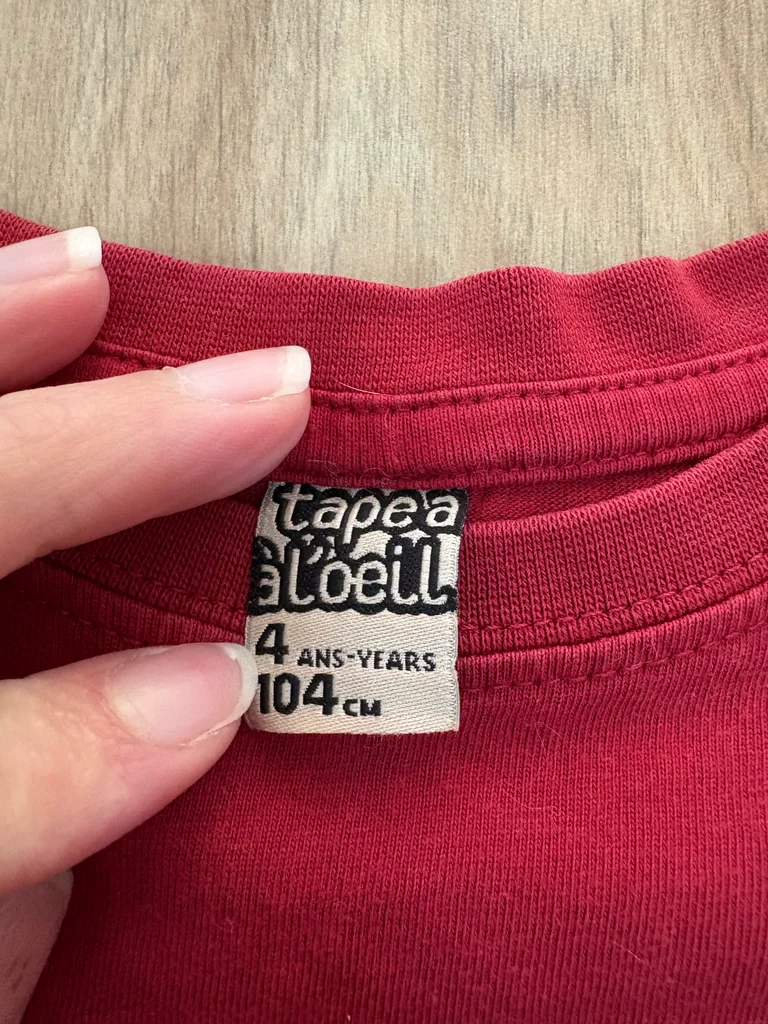 tape a
à l'oeil
4 ANS-YEARS
104 CM